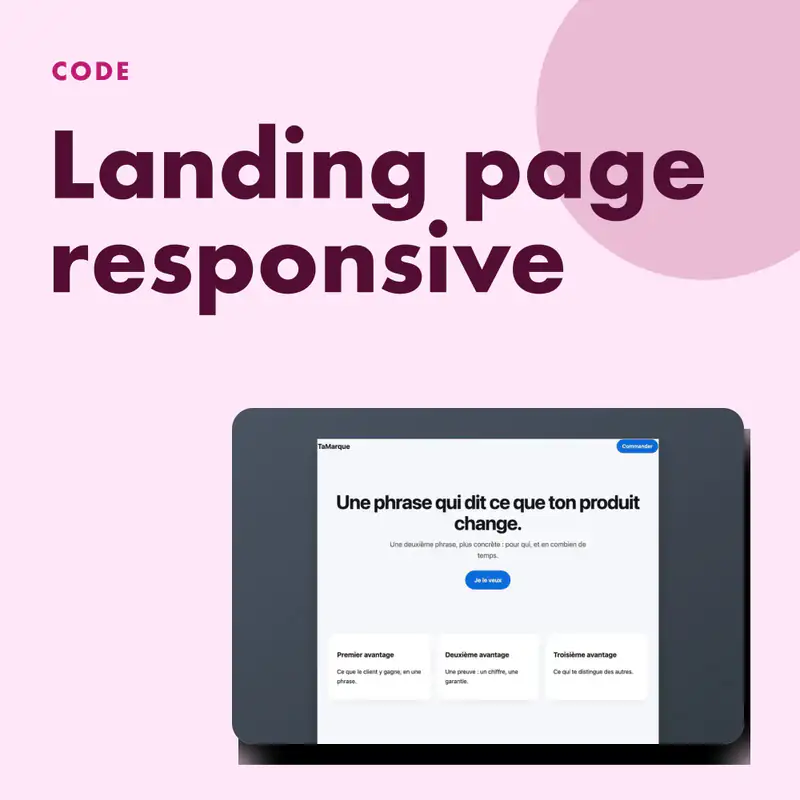 CODE
Landing page
responsive
TaMarque
Commander
Une phrase qui dit ce que ton produit
change.
Une deuxième phrase, plus concrète : pour qui, et en combien de
temps.
Je le veux
Premier avantage
Ce que le client y gagne, en une
phrase.
Deuxième avantage
Une preuve : un chiffre, une
garantie.
Troisième avantage
Ce qui te distingue des autres.